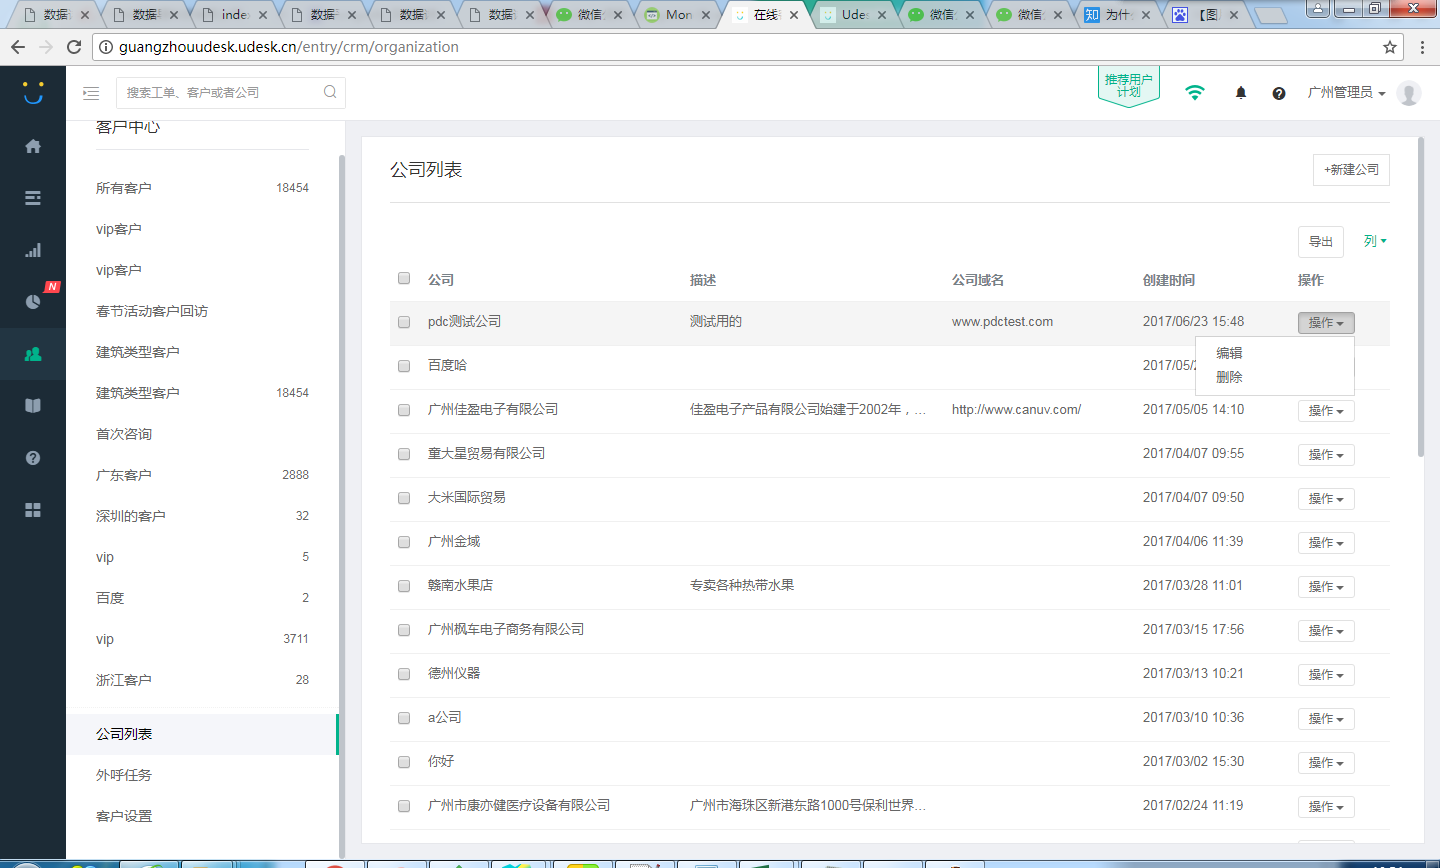 数据 数据 inde 数据 数据 数据 微信 Mon 在线 Ude 微信 微信 知 为什 【图
guangzhouudesk.udesk.cn/entry/crm/organization
搜索工单、客户或者公司
推荐用户
计划
广州管理员
客户中心
所有客户 18454
vip客户
vip客户
春节活动客户回访
建筑类型客户
建筑类型客户 18454
首次咨询
广东客户 2888
深圳的客户 32
vip 5
百度 2
vip 3711
浙江客户 28
公司列表
外呼任务
客户设置
N
公司列表
+新建公司
导出 列
公司 描述 公司域名 创建时间 操作
pdc测试公司 测试用的 www.pdctest.com 2017/06/23 15:48 操作
编辑
删除
百度哈 2017/05/2
广州佳盈电子有限公司 佳盈电子产品有限公司始建于2002年，... http://www.canuv.com/ 2017/05/05 14:10 操作
童大星贸易有限公司 2017/04/07 09:55 操作
大米国际贸易 2017/04/07 09:50 操作
广州金域 2017/04/06 11:39 操作
赣南水果店 专卖各种热带水果 2017/03/28 11:01 操作
广州枫车电子商务有限公司 2017/03/15 17:56 操作
德州仪器 2017/03/13 10:21 操作
a公司 2017/03/10 10:36 操作
你好 2017/03/02 15:30 操作
广州市康亦健医疗设备有限公司 广州市海珠区新港东路1000号保利世界... 2017/02/24 11:19 操作